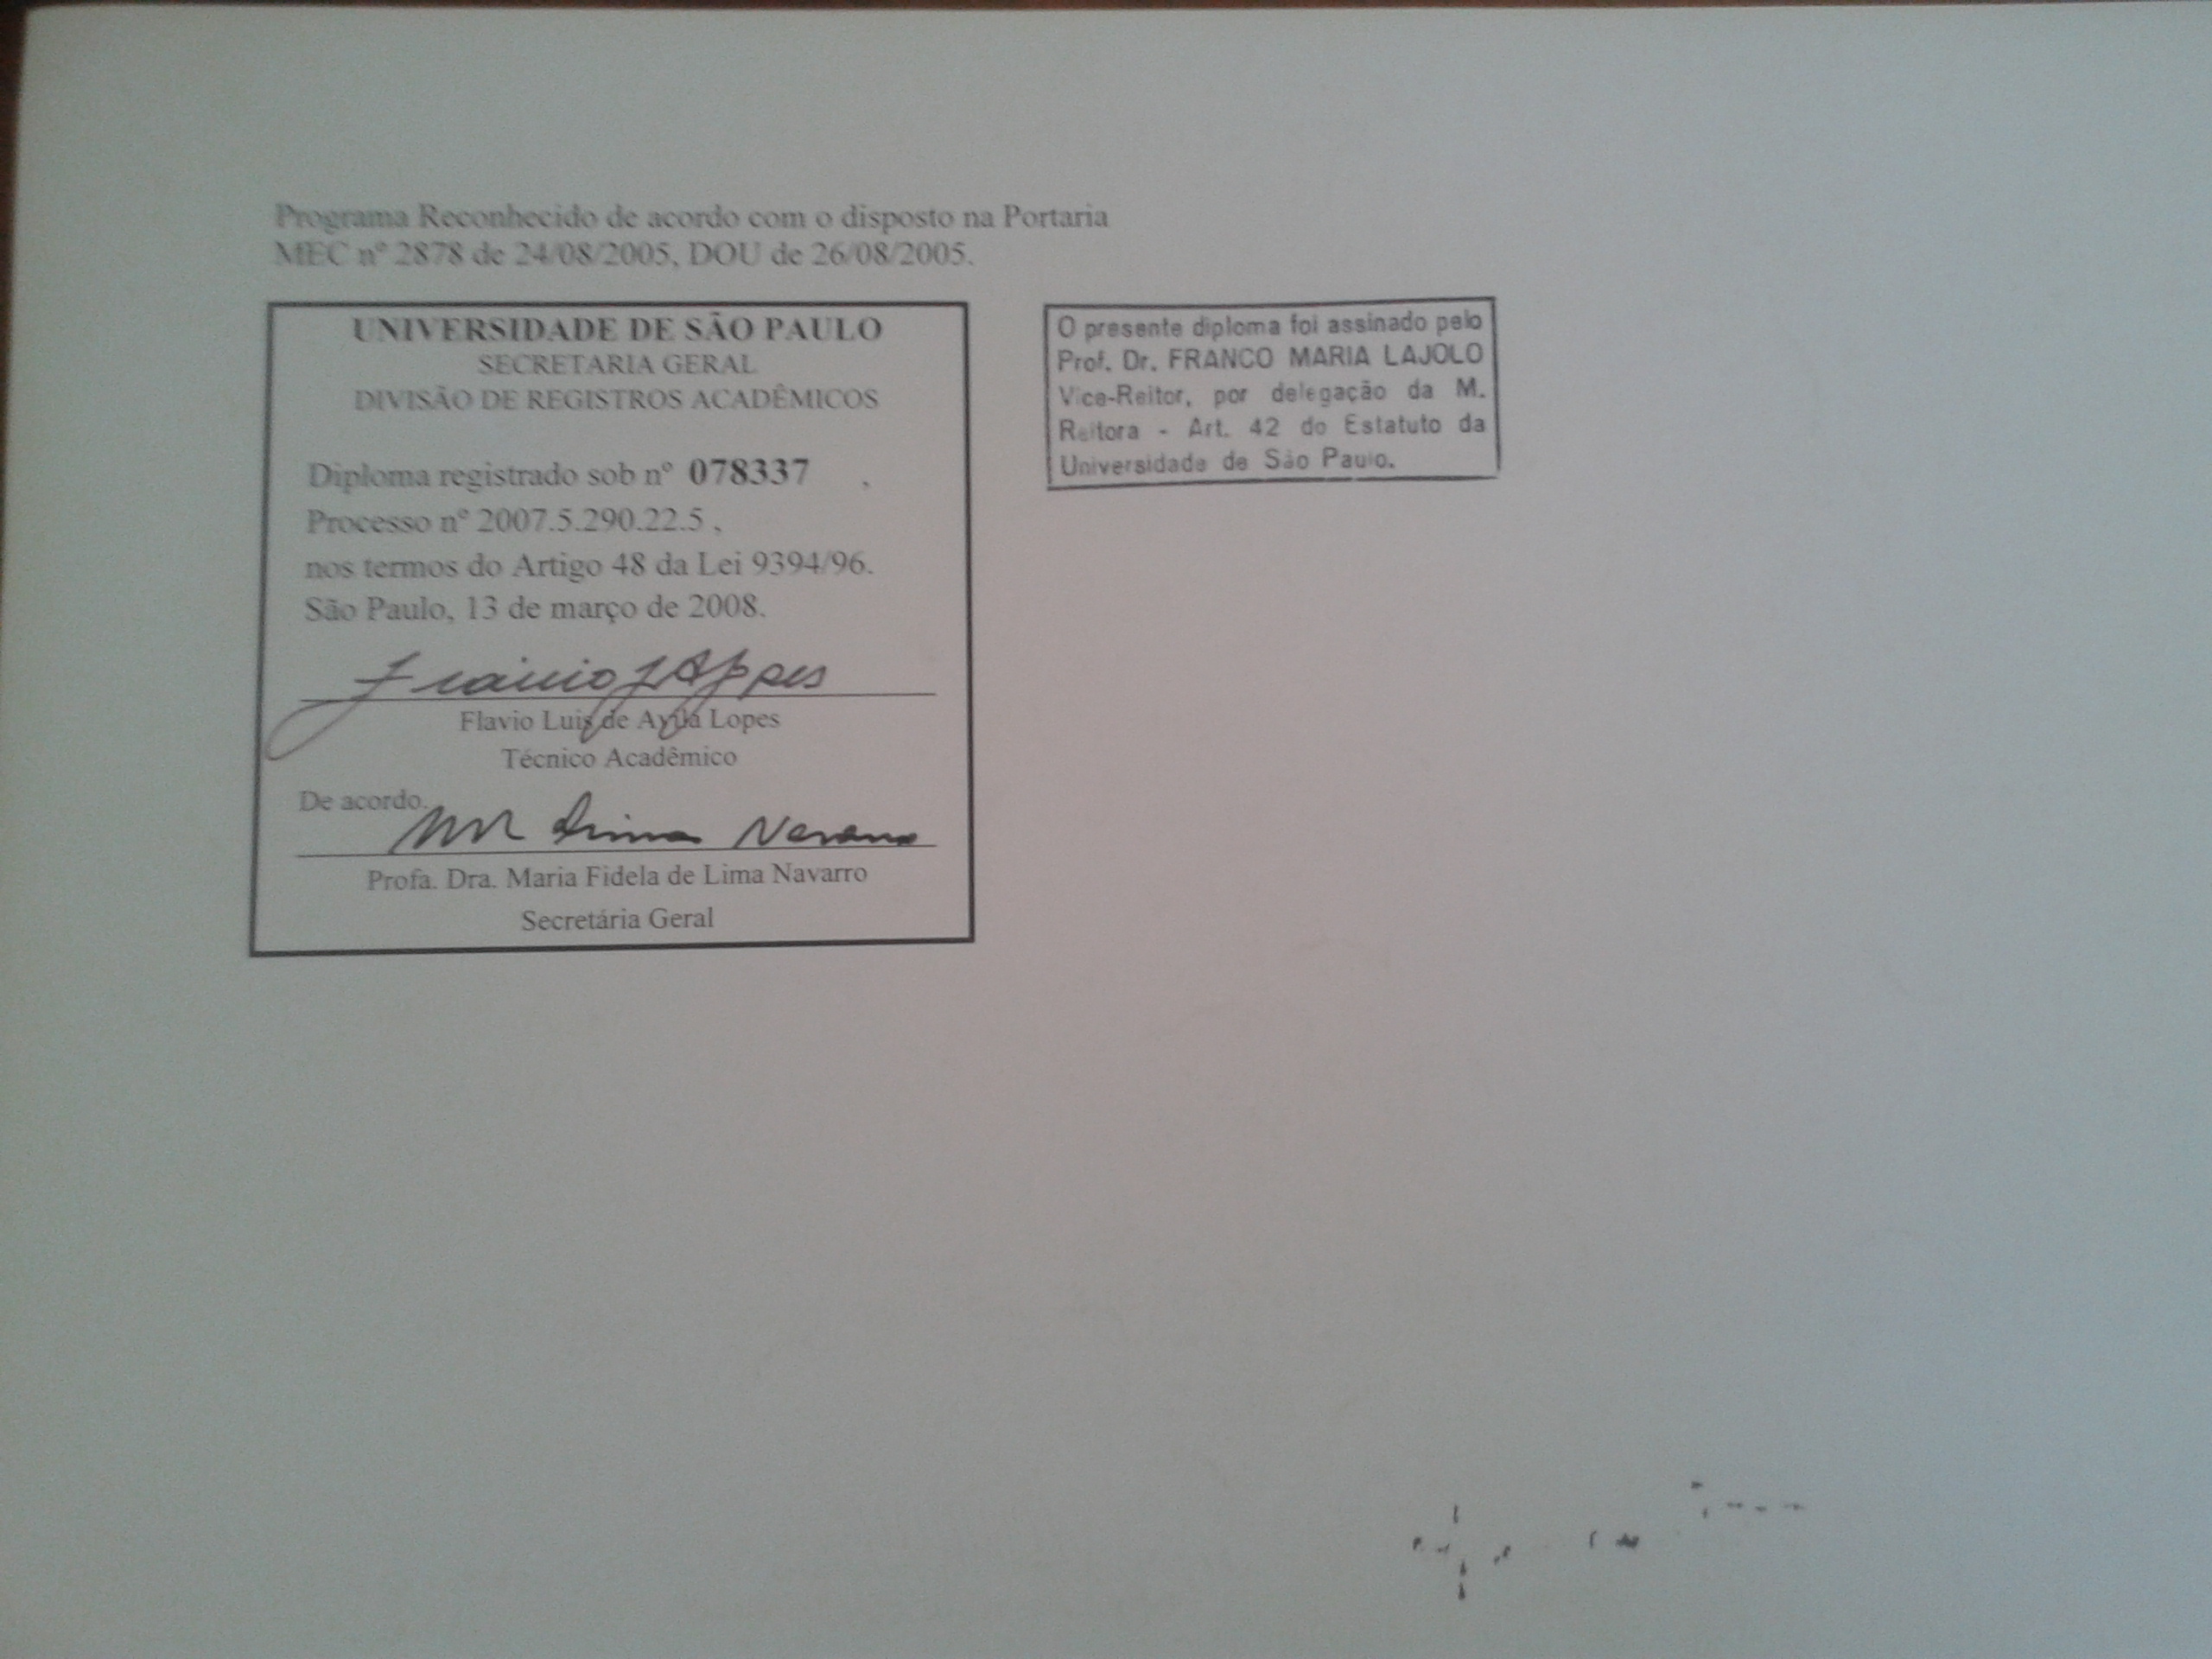 Programa Reconhecido de acordo com o disposto na Portaria
MEC nº 2878 de 24/08/2005, DOU de 26/08/2005.
UNIVERSIDADE DE SÃO PAULO
SECRETARIA GERAL
DIVISÃO DE REGISTROS ACADÊMICOS
Diploma registrado sob nº 078337 ,
Processo nº 2007.5.290.22.5 ,
nos termos do Artigo 48 da Lei 9394/96.
São Paulo, 13 de março de 2008.
Flavio Luis de Lopes
Técnico Acadêmico
De acordo,
Profa. Dra. Maria Fidela de Lima Navarro
Secretária Geral
O presente diploma foi assinado pelo
Prof. Dr. FRANCO MARIA LAJOLO
Vice-Reitor, por delegação da M.
Reitora - Art. 42 do Estatuto da
Universidade de São Paulo.